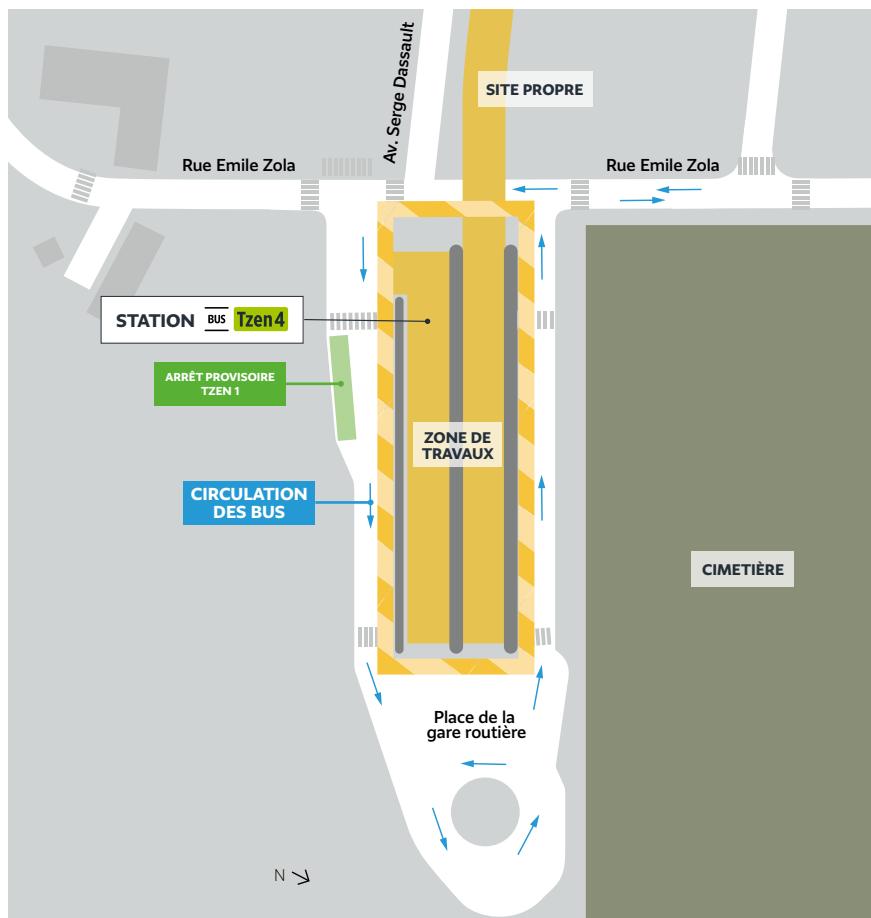 Av. Serge Dassault
SITE PROPRE
Rue Emile Zola
Rue Emile Zola
STATION BUS Tzen 4
ARRÊT PROVISOIRE
TZEN 1
ZONE DE
TRAVAUX
CIRCULATION
DES BUS
CIMETIÈRE
Place de la
gare routière
N